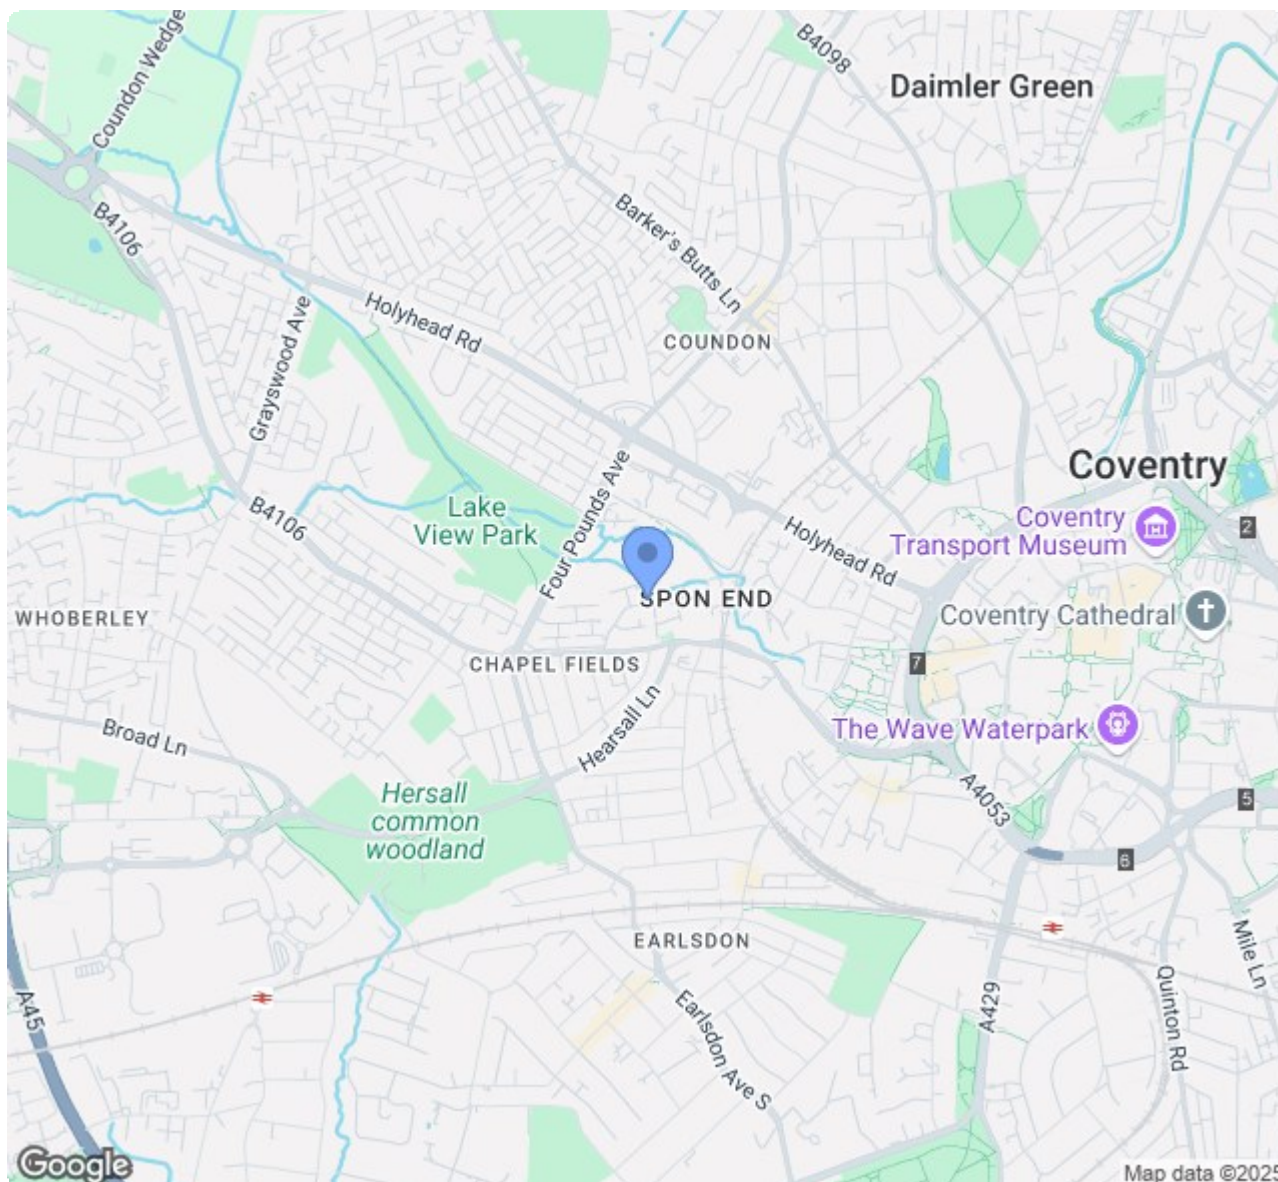 Coundon Wedge
B4098
Daimler Green
B4106
Barker's Butts Ln
Grayswood Ave
Holyhead Rd
COUNDON
Coventry
Four Pounds Ave
B4106
Lake
View Park
Coventry
Transport Museum
2
Holyhead Rd
SPON END
WHOBERLEY
Coventry Cathedral
CHAPEL FIELDS
7
Hearsall Ln
Broad Ln
The Wave Waterpark
Hersall
common
woodland
A4053
5
6
EARLSDON
Mile Ln
A45
Earlsdon Ave S
A429
Quinton Rd
Google
Map data ©2025